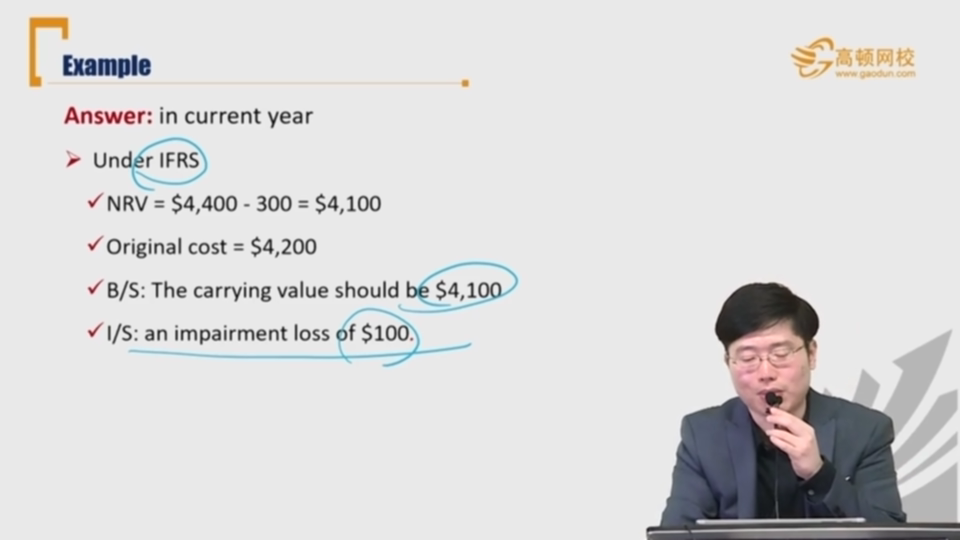 Example
高顿网校
www.gaodun.com
Answer: in current year
Under IFRS
NRV = $4,400 - 300 = $4,100
Original cost = $4,200
B/S: The carrying value should be $4,100
I/S: an impairment loss of $100.